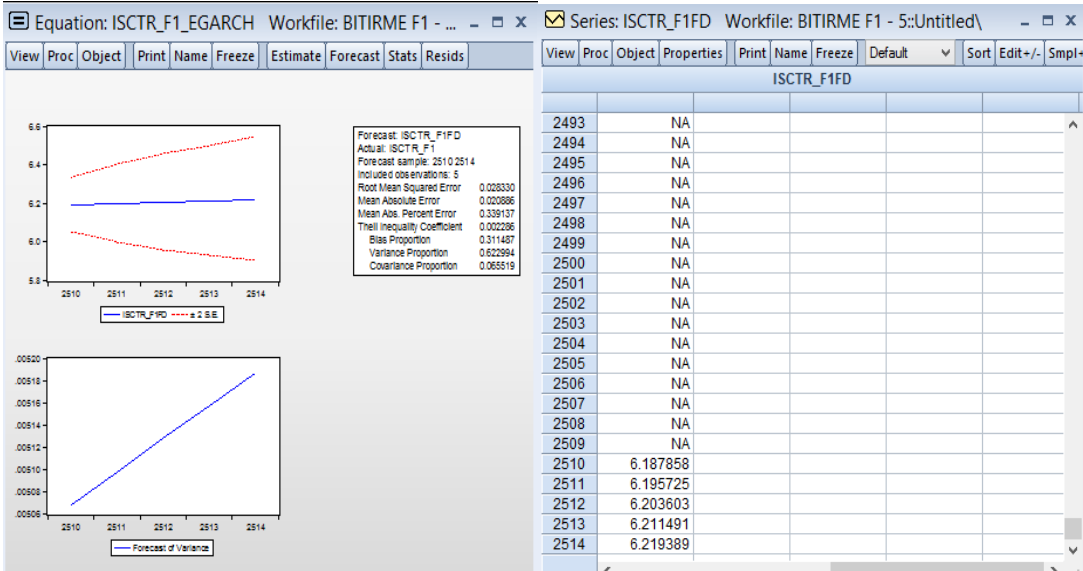 Equation: ISCTR_F1_EGARCH Workfile: BITIRME F1 - ...
View Proc Object Print Name Freeze Estimate Forecast Stats Resids
6.6
6.4
6.2
6.0
5.8
2510 2511 2512 2513 2514
ISCTR_F1FD ± 2 S.E.
Forecast: ISCTR_F1FD
Actual: ISCTR_F1
Forecast sample: 2510 2514
Included observations: 5
Root Mean Squared Error 0.028330
Mean Absolute Error 0.020886
Mean Abs. Percent Error 0.339137
Theil Inequality Coefficient 0.002286
Bias Proportion 0.311487
Variance Proportion 0.622994
Covariance Proportion 0.065519
.00520
.00518
.00516
.00514
.00512
.00510
.00508
.00506
2510 2511 2512 2513 2514
Forecast of Variance
Series: ISCTR_F1FD Workfile: BITIRME F1 - 5::Untitled\
View Proc Object Properties Print Name Freeze Default Sort Edit+/- Smpl+
ISCTR_F1FD
2493 NA
2494 NA
2495 NA
2496 NA
2497 NA
2498 NA
2499 NA
2500 NA
2501 NA
2502 NA
2503 NA
2504 NA
2505 NA
2506 NA
2507 NA
2508 NA
2509 NA
2510 6.187858
2511 6.195725
2512 6.203603
2513 6.211491
2514 6.219389